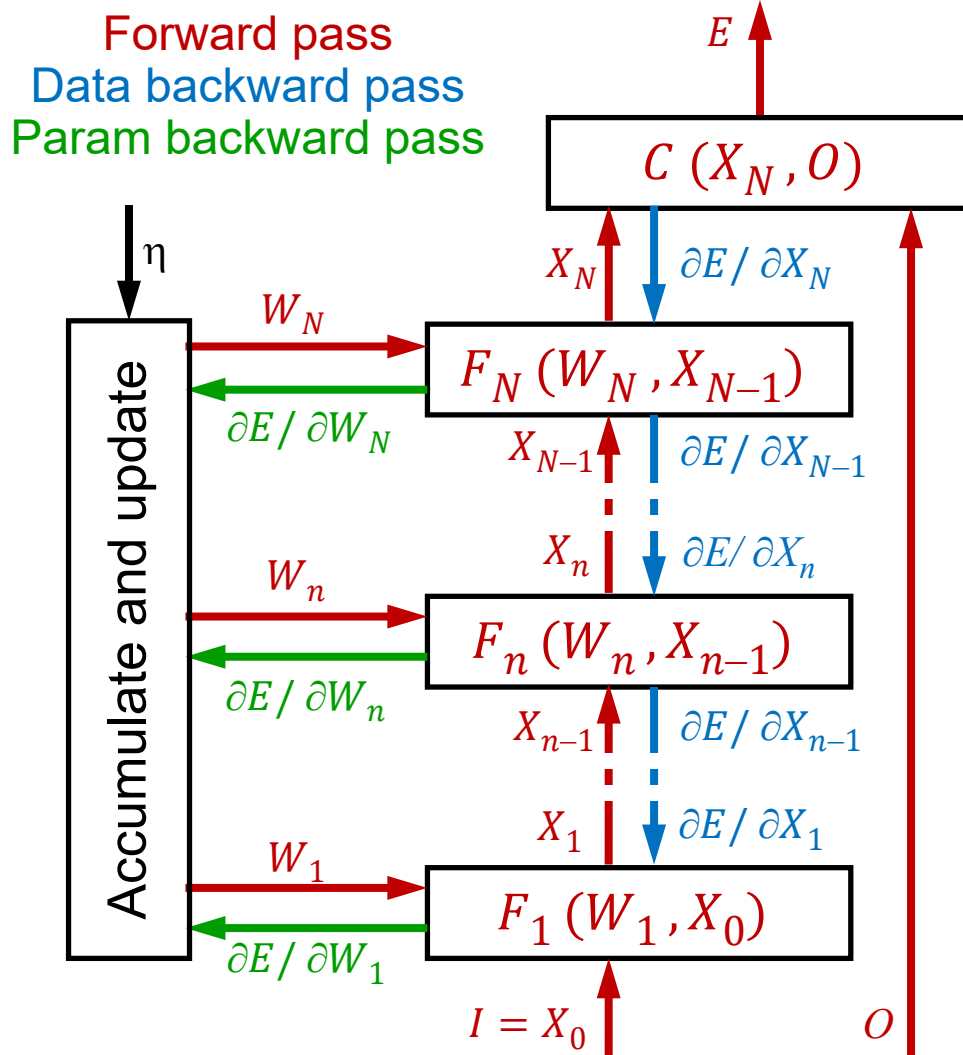 Forward pass
Data backward pass
Param backward pass
E
C (X_N , O)
η
X_N
∂E / ∂X_N
W_N
F_N (W_N , X_{N−1})
∂E / ∂W_N
X_{N−1}
∂E / ∂X_{N−1}
Accumulate and update
X_n
∂E / ∂X_n
W_n
F_n (W_n , X_{n−1})
∂E / ∂W_n
X_{n−1}
∂E / ∂X_{n−1}
X_1
∂E / ∂X_1
W_1
F_1 (W_1 , X_0)
∂E / ∂W_1
I = X_0
O